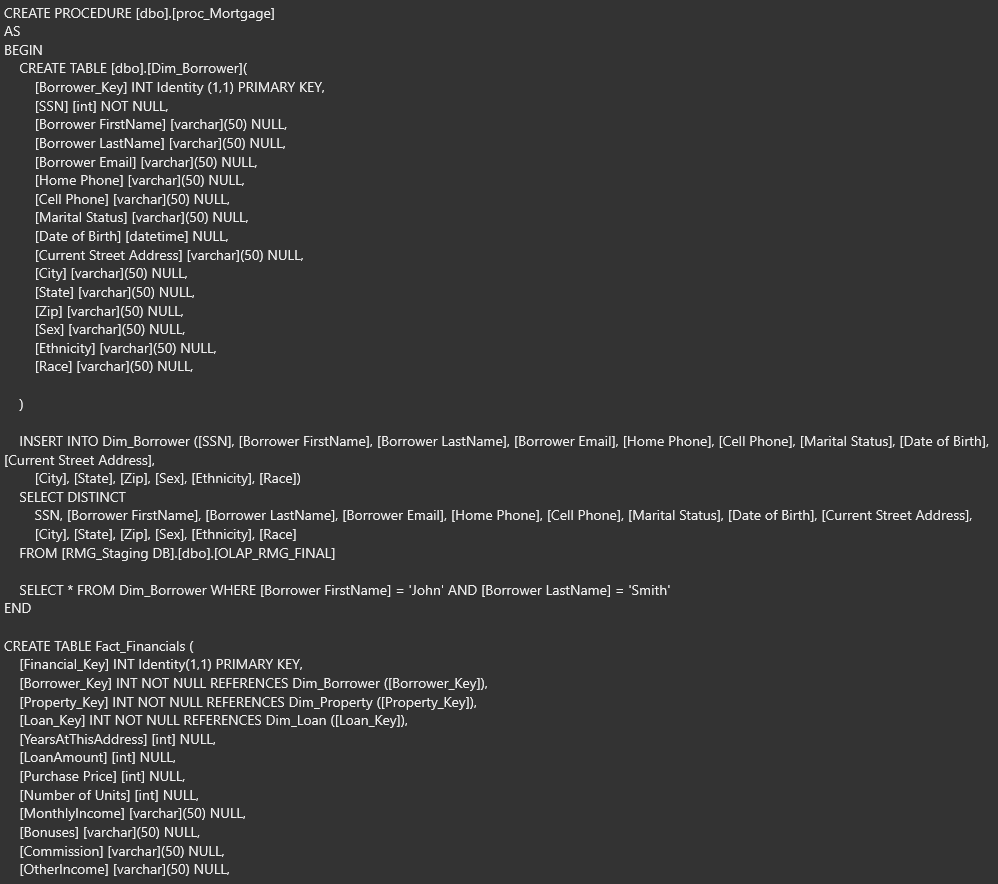 CREATE PROCEDURE [dbo].[proc_Mortgage]
AS
BEGIN
CREATE TABLE [dbo].[Dim_Borrower](
[Borrower_Key] INT Identity (1,1) PRIMARY KEY,
[SSN] [int] NOT NULL,
[Borrower FirstName] [varchar](50) NULL,
[Borrower LastName] [varchar](50) NULL,
[Borrower Email] [varchar](50) NULL,
[Home Phone] [varchar](50) NULL,
[Cell Phone] [varchar](50) NULL,
[Marital Status] [varchar](50) NULL,
[Date of Birth] [datetime] NULL,
[Current Street Address] [varchar](50) NULL,
[City] [varchar](50) NULL,
[State] [varchar](50) NULL,
[Zip] [varchar](50) NULL,
[Sex] [varchar](50) NULL,
[Ethnicity] [varchar](50) NULL,
[Race] [varchar](50) NULL,
)
INSERT INTO Dim_Borrower ([SSN], [Borrower FirstName], [Borrower LastName], [Borrower Email], [Home Phone], [Cell Phone], [Marital Status], [Date of Birth],
[Current Street Address],
[City], [State], [Zip], [Sex], [Ethnicity], [Race])
SELECT DISTINCT
SSN, [Borrower FirstName], [Borrower LastName], [Borrower Email], [Home Phone], [Cell Phone], [Marital Status], [Date of Birth], [Current Street Address],
[City], [State], [Zip], [Sex], [Ethnicity], [Race]
FROM [RMG_Staging DB].[dbo].[OLAP_RMG_FINAL]
SELECT * FROM Dim_Borrower WHERE [Borrower FirstName] = 'John' AND [Borrower LastName] = 'Smith'
END
CREATE TABLE Fact_Financials (
[Financial_Key] INT Identity(1,1) PRIMARY KEY,
[Borrower_Key] INT NOT NULL REFERENCES Dim_Borrower ([Borrower_Key]),
[Property_Key] INT NOT NULL REFERENCES Dim_Property ([Property_Key]),
[Loan_Key] INT NOT NULL REFERENCES Dim_Loan ([Loan_Key]),
[YearsAtThisAddress] [int] NULL,
[LoanAmount] [int] NULL,
[Purchase Price] [int] NULL,
[Number of Units] [int] NULL,
[MonthlyIncome] [varchar](50) NULL,
[Bonuses] [varchar](50) NULL,
[Commission] [varchar](50) NULL,
[OtherIncome] [varchar](50) NULL,